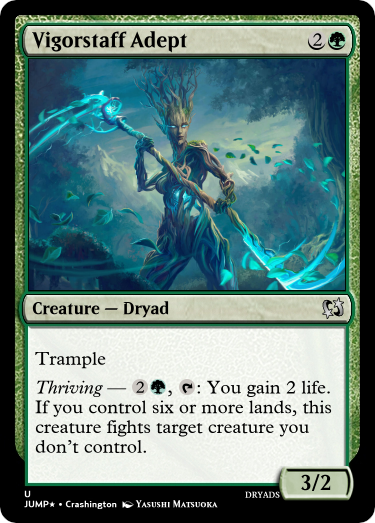 Vigorstaff Adept 2
Creature — Dryad
Trample
Thriving — 2, : You gain 2 life.
If you control six or more lands, this
creature fights target creature you
don't control.
3/2
U
JUMP★ • Crashington Yasushi Matsuoka
DRYADS